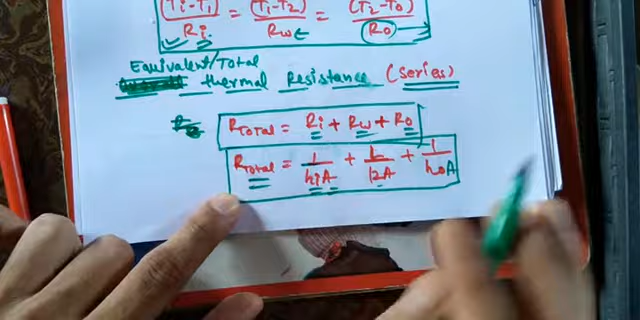 (Ti-T1)/Ri = (T1-T2)/Rw = (T2-To)/Ro
Equivalent/Total
thermal Resistance (Series)
RTotal = Ri + Rw + Ro
RTotal = 1/hiA + L/kA + 1/hoA